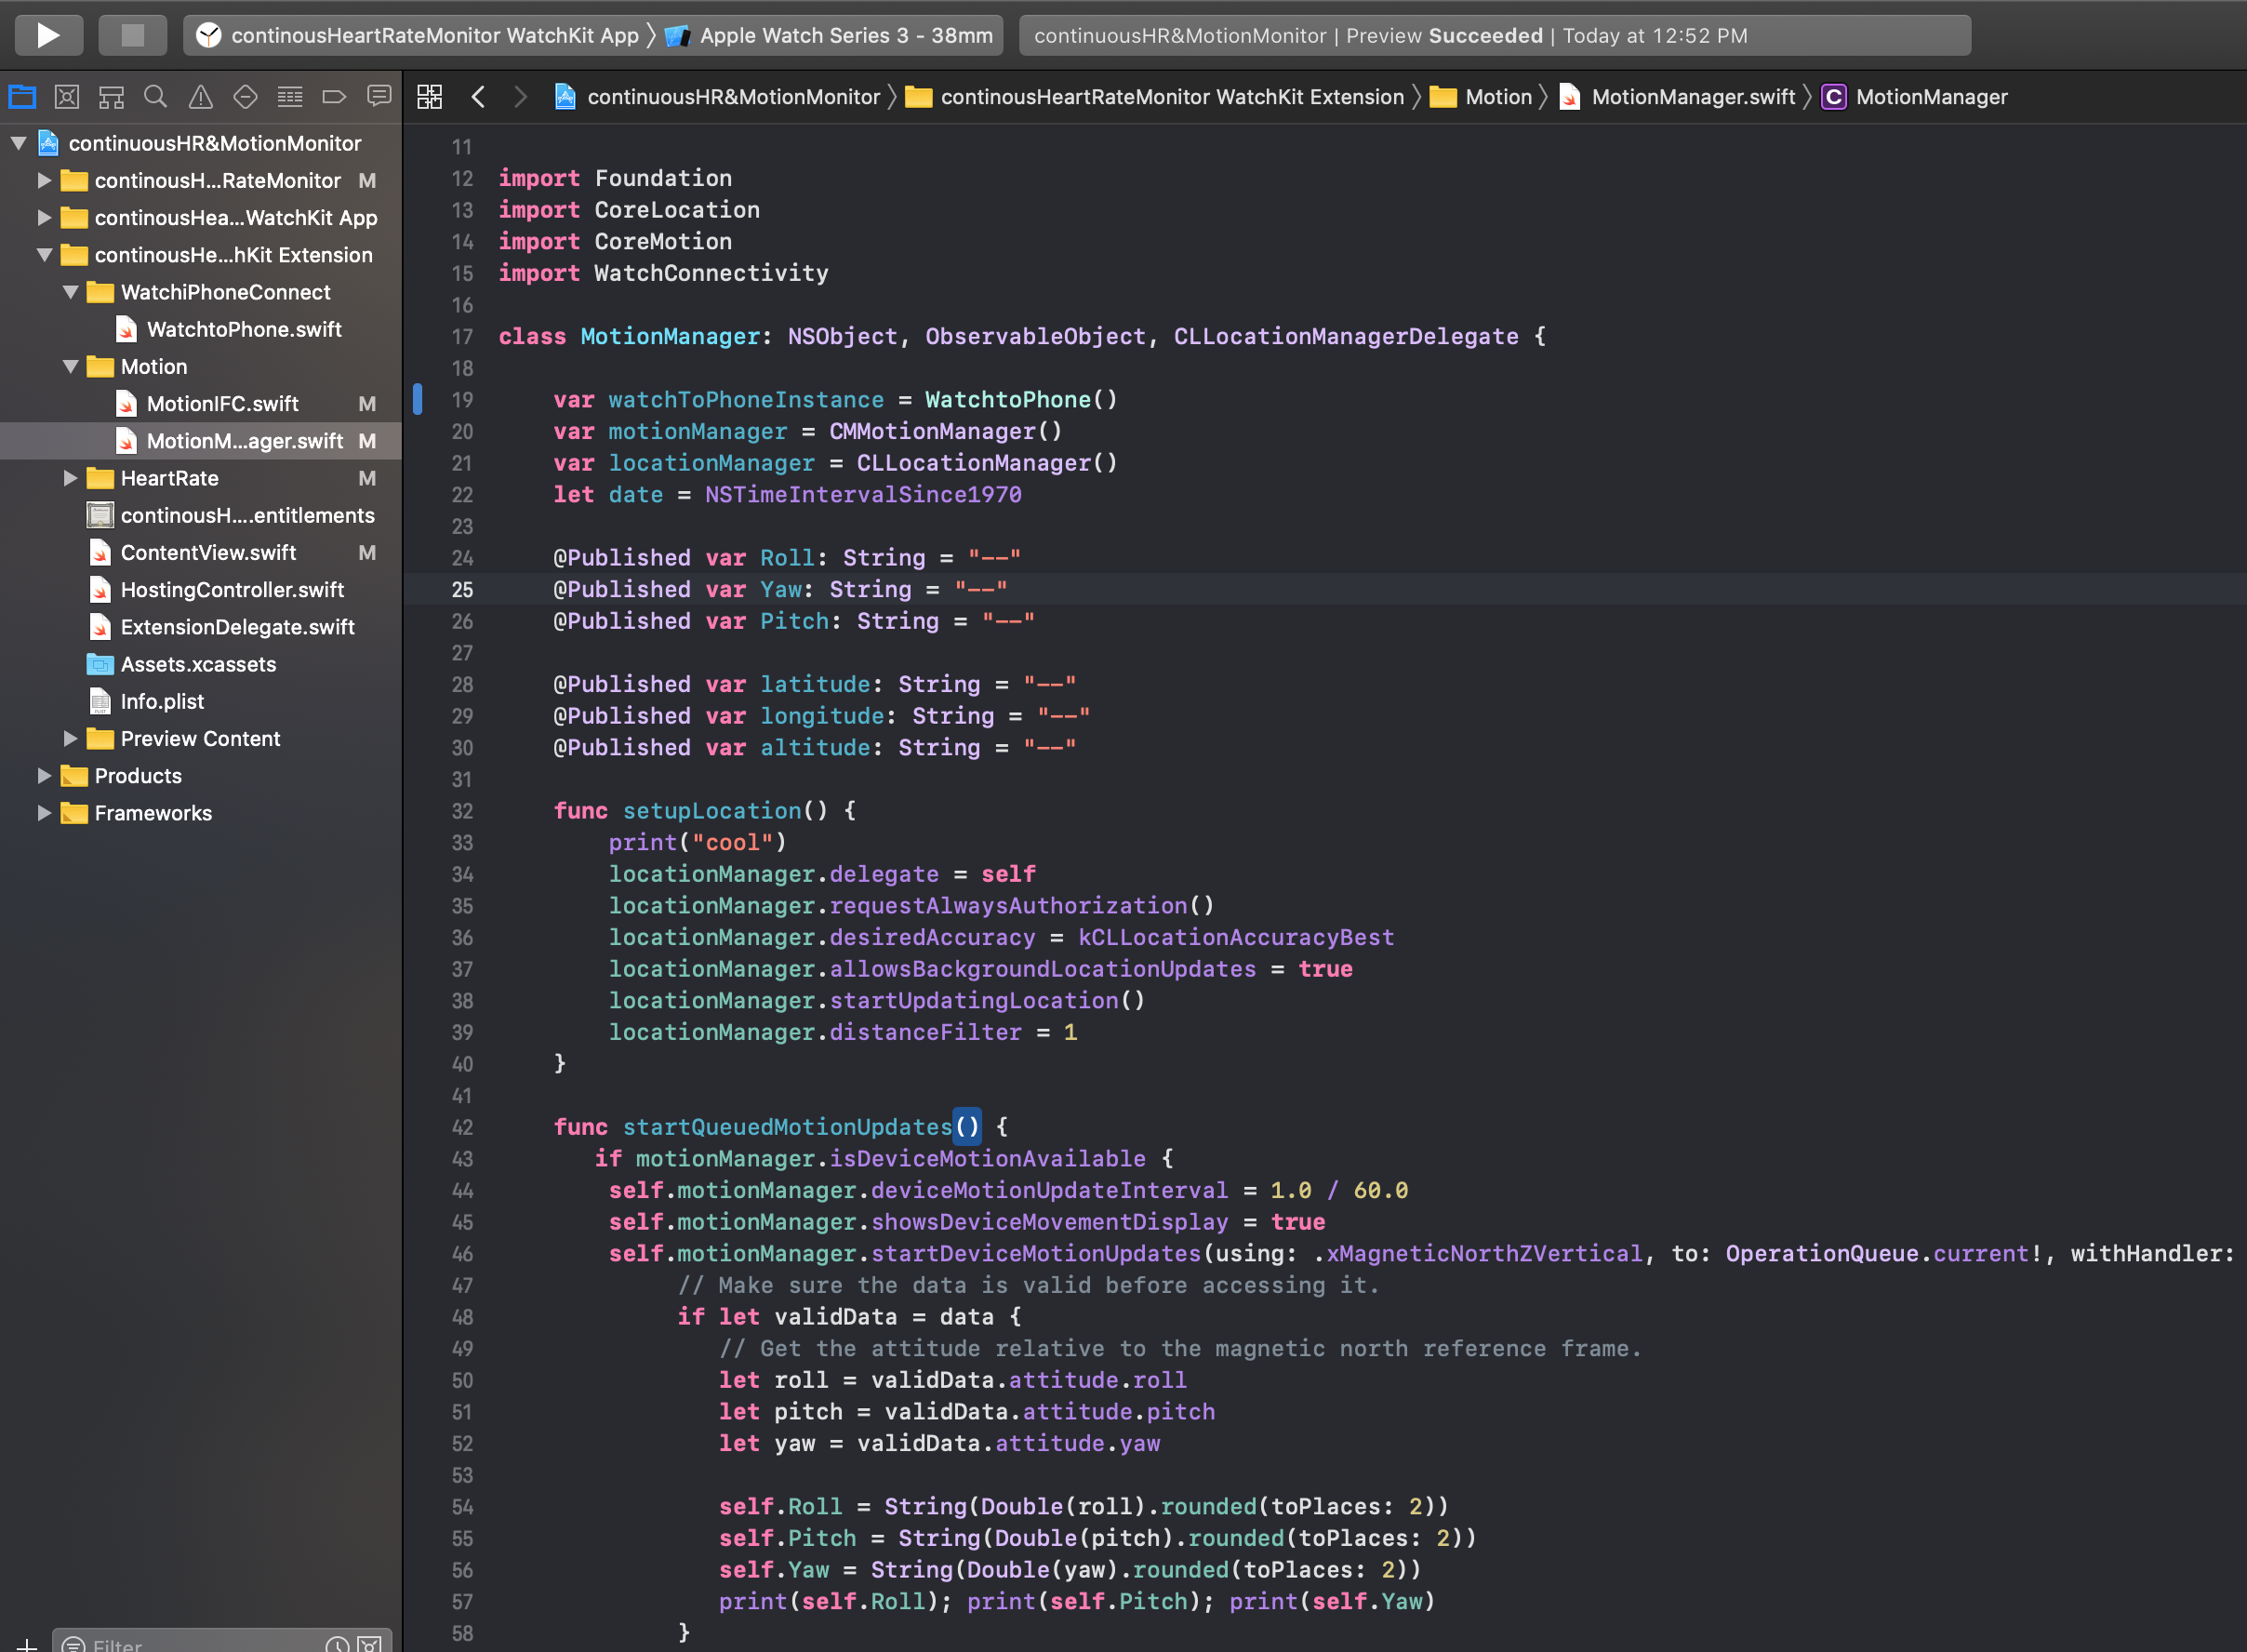 continousHeartRateMonitor WatchKit App 〉 Apple Watch Series 3 - 38mm
continuousHR&MotionMonitor | Preview Succeeded | Today at 12:52 PM
continuousHR&MotionMonitor 〉 continousHeartRateMonitor WatchKit Extension 〉 Motion 〉 MotionManager.swift 〉 C MotionManager
continuousHR&MotionMonitor
continousH...RateMonitor M
continousHea...WatchKit App
continousHe...hKit Extension
WatchiPhoneConnect
WatchtoPhone.swift
Motion
MotionIFC.swift M
MotionM...ager.swift M
HeartRate M
continousH....entitlements
ContentView.swift M
HostingController.swift
ExtensionDelegate.swift
Assets.xcassets
Info.plist
Preview Content
Products
Frameworks
Filter
11
12 import Foundation
13 import CoreLocation
14 import CoreMotion
15 import WatchConnectivity
16
17 class MotionManager: NSObject, ObservableObject, CLLocationManagerDelegate {
18
19 var watchToPhoneInstance = WatchtoPhone()
20 var motionManager = CMMotionManager()
21 var locationManager = CLLocationManager()
22 let date = NSTimeIntervalSince1970
23
24 @Published var Roll: String = "--"
25 @Published var Yaw: String = "--"
26 @Published var Pitch: String = "--"
27
28 @Published var latitude: String = "--"
29 @Published var longitude: String = "--"
30 @Published var altitude: String = "--"
31
32 func setupLocation() {
33 print("cool")
34 locationManager.delegate = self
35 locationManager.requestAlwaysAuthorization()
36 locationManager.desiredAccuracy = kCLLocationAccuracyBest
37 locationManager.allowsBackgroundLocationUpdates = true
38 locationManager.startUpdatingLocation()
39 locationManager.distanceFilter = 1
40 }
41
42 func startQueuedMotionUpdates() {
43 if motionManager.isDeviceMotionAvailable {
44 self.motionManager.deviceMotionUpdateInterval = 1.0 / 60.0
45 self.motionManager.showsDeviceMovementDisplay = true
46 self.motionManager.startDeviceMotionUpdates(using: .xMagneticNorthZVertical, to: OperationQueue.current!, withHandler:
47 // Make sure the data is valid before accessing it.
48 if let validData = data {
49 // Get the attitude relative to the magnetic north reference frame.
50 let roll = validData.attitude.roll
51 let pitch = validData.attitude.pitch
52 let yaw = validData.attitude.yaw
53
54 self.Roll = String(Double(roll).rounded(toPlaces: 2))
55 self.Pitch = String(Double(pitch).rounded(toPlaces: 2))
56 self.Yaw = String(Double(yaw).rounded(toPlaces: 2))
57 print(self.Roll); print(self.Pitch); print(self.Yaw)
58 }